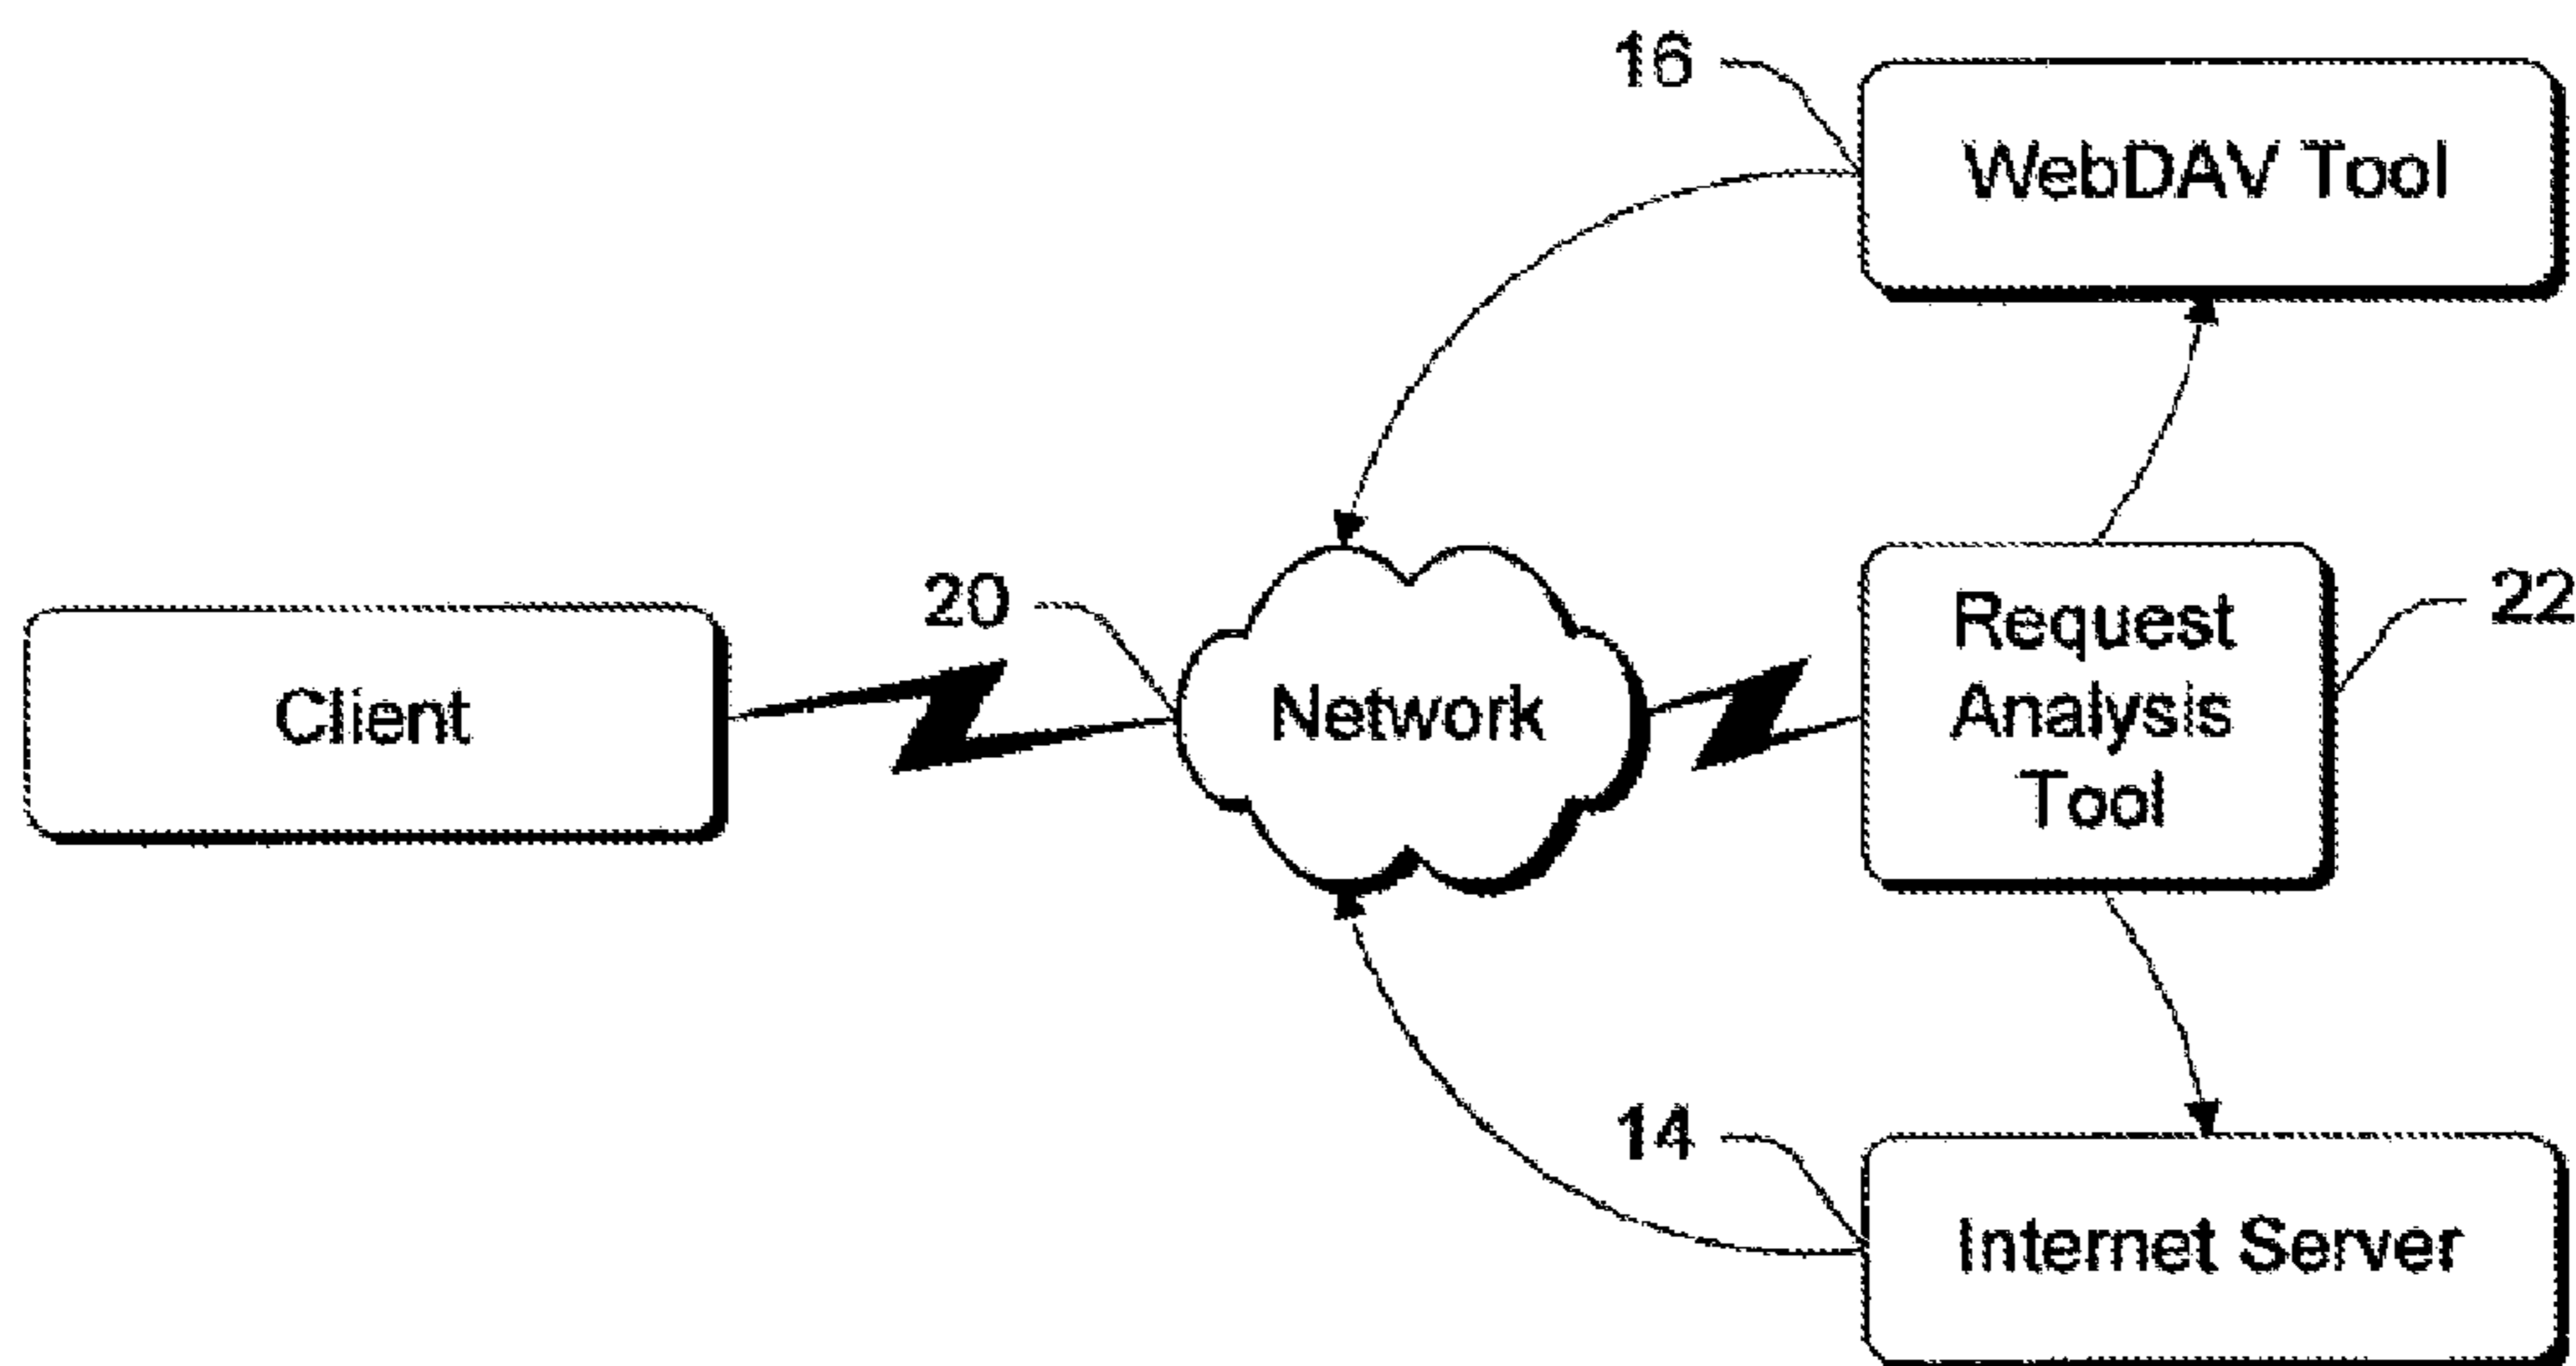 16
WebDAV Tool
20
Request
Analysis
Tool
22
Client
Network
14
Internet Server